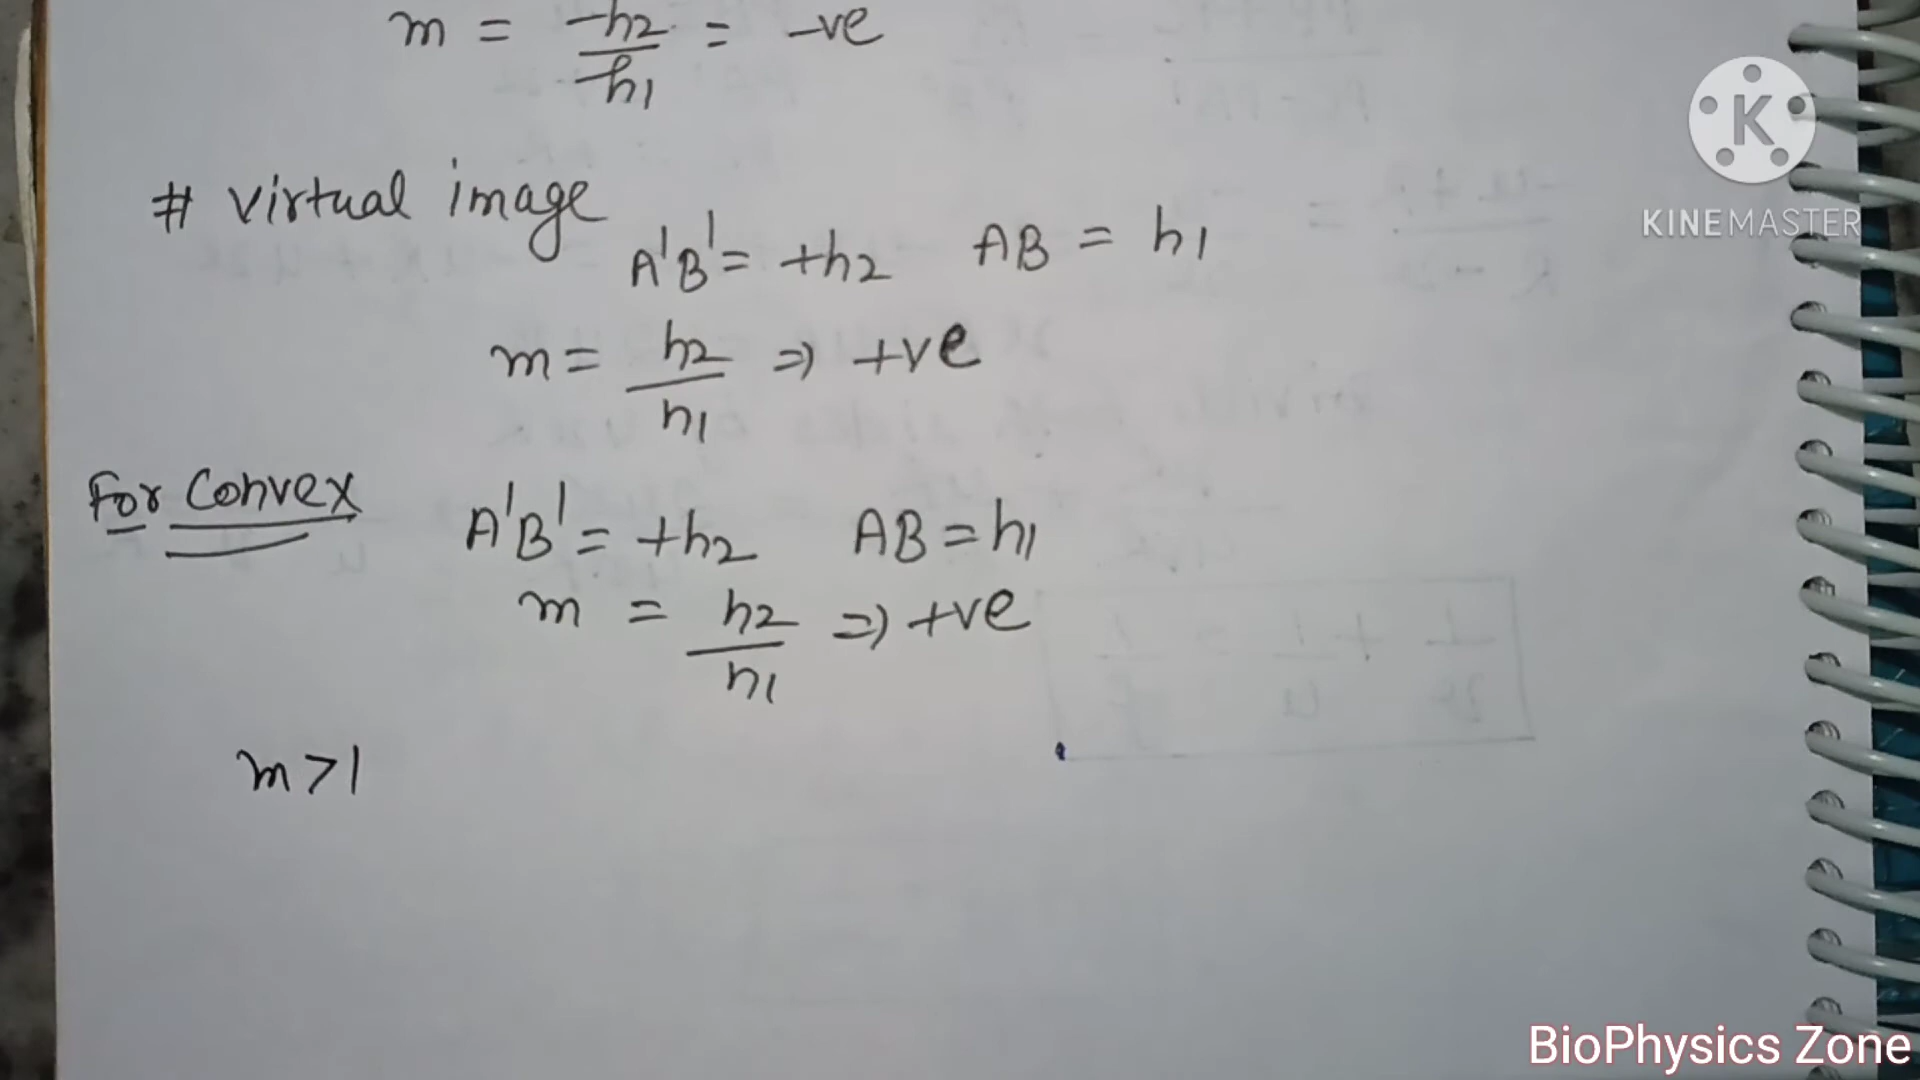 m = -h2/h1 = -ve
K
KINEMASTER
# virtual image
A'B' = +h2 AB = h1
m = h2/h1 => +ve
For Convex
A'B' = +h2 AB = h1
m = h2/h1 => +ve
m > 1
BioPhysics Zone